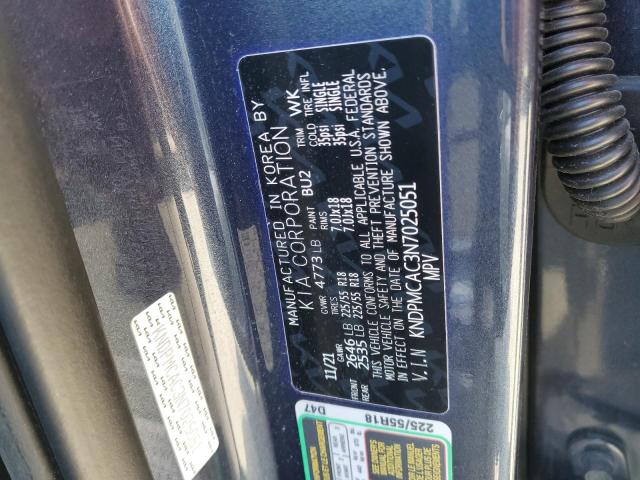 MANUFACTURED IN KOREA BY
KIA CORPORATION
11/21 GVWR 4773 LB PAINT BU2 TRIM WK
GAWR TIRES RIMS COLD TIRE INFL
FRONT 2646 LB 225/55 R18 7.0Jx18 35psi SINGLE
REAR 2535 LB 225/55 R18 7.0Jx18 35psi SINGLE
THIS VEHICLE CONFORMS TO ALL APPLICABLE U.S.A. FEDERAL
MOTOR VEHICLE SAFETY AND THEFT PREVENTION STANDARDS
IN EFFECT ON THE DATE OF MANUFACTURE SHOWN ABOVE.
V.I.N KNDPMCAC3N7025051
MPV
225/55R18
D47